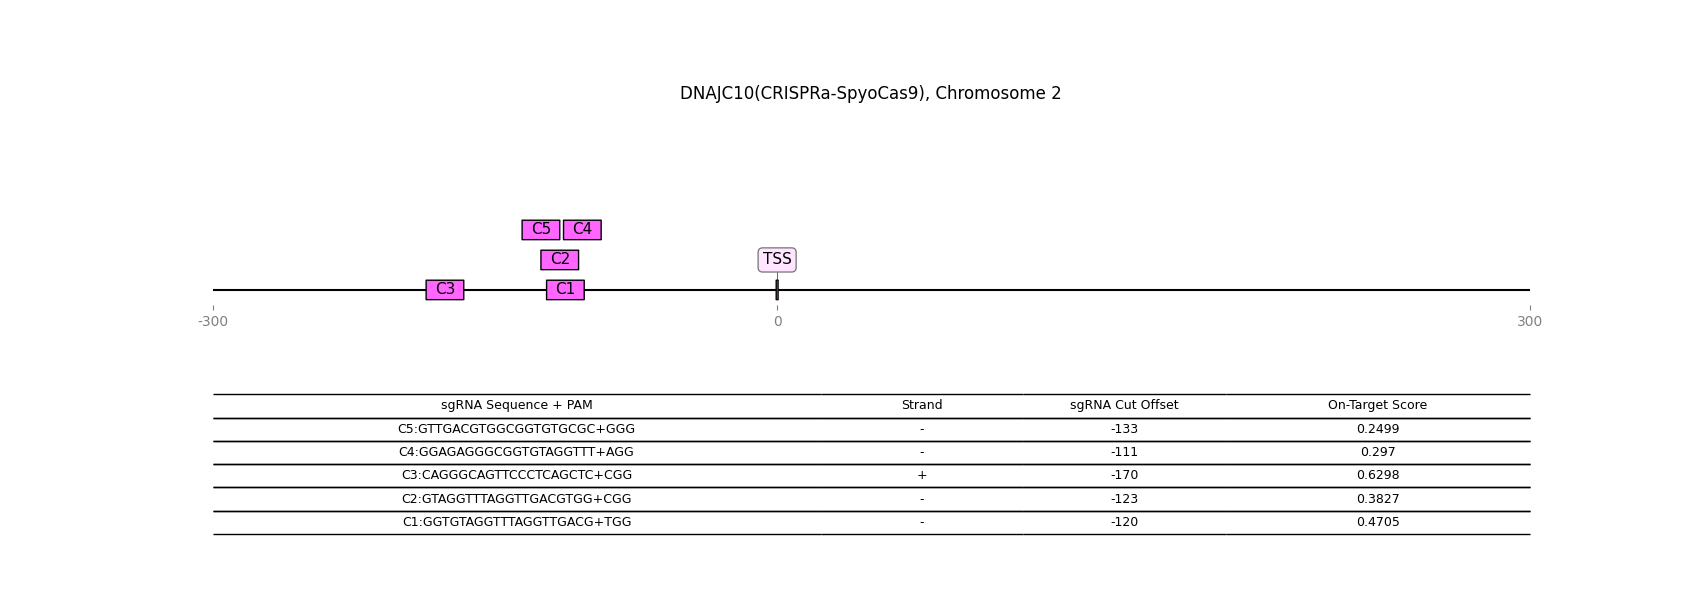 DNAJC10(CRISPRa-SpyoCas9), Chromosome 2
C5 C4
C2 TSS
C3 C1
-300 0 300
sgRNA Sequence + PAM Strand sgRNA Cut Offset On-Target Score
C5:GTTGACGTGGCGGTGTGCGC+GGG - -133 0.2499
C4:GGAGAGGGCGGTGTAGGTTT+AGG - -111 0.297
C3:CAGGGCAGTTCCCTCAGCTC+CGG + -170 0.6298
C2:GTAGGTTTAGGTTGACGTGG+CGG - -123 0.3827
C1:GGTGTAGGTTTAGGTTGACG+TGG - -120 0.4705